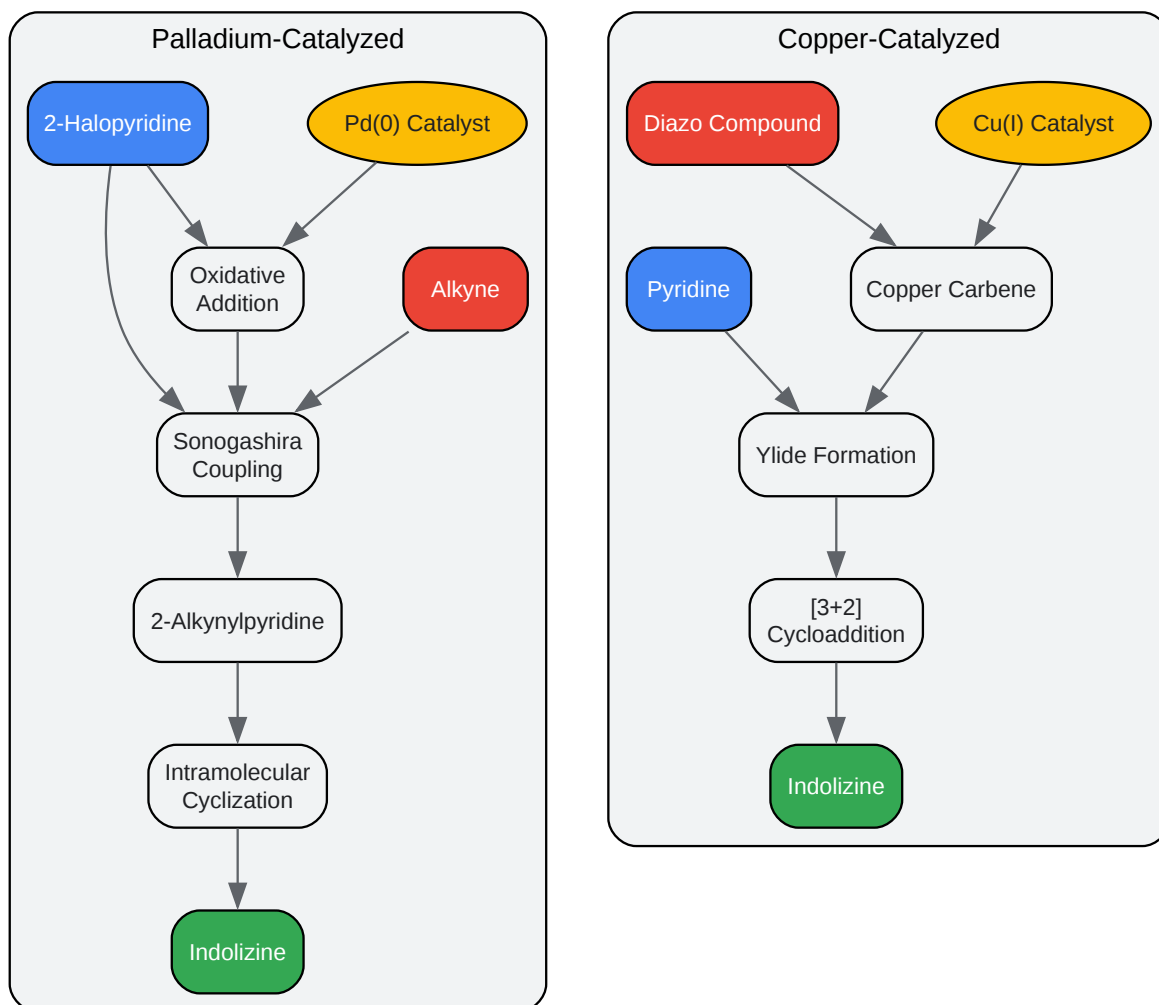 Palladium-Catalyzed
2-Halopyridine
Pd(0) Catalyst
Oxidative
Addition
Alkyne
Sonogashira
Coupling
2-Alkynylpyridine
Intramolecular
Cyclization
Indolizine
Copper-Catalyzed
Diazo Compound
Cu(I) Catalyst
Pyridine
Copper Carbene
Ylide Formation
[3+2]
Cycloaddition
Indolizine